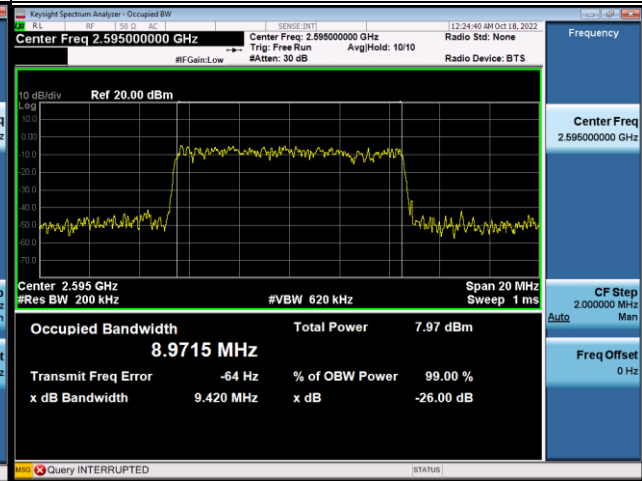 Keysight Spectrum Analyzer - Occupied BW
RL RF 50 Ω AC SENSE:INT 12:24:40 AM Oct 18, 2022
Center Freq 2.595000000 GHz Center Freq: 2.595000000 GHz Radio Std: None
Trig: Free Run Avg|Hold: 10/10
#IFGain:Low #Atten: 30 dB Radio Device: BTS
Frequency
10 dB/div Ref 20.00 dBm
Log
10.0
0.00
-10.0
-20.0
-30.0
-40.0
-50.0
-60.0
-70.0
Center 2.595 GHz Span 20 MHz
#Res BW 200 kHz #VBW 620 kHz Sweep 1 ms
Occupied Bandwidth Total Power 7.97 dBm
8.9715 MHz
Transmit Freq Error -64 Hz % of OBW Power 99.00 %
x dB Bandwidth 9.420 MHz x dB -26.00 dB
Center Freq
2.595000000 GHz
CF Step
2.000000 MHz
Auto Man
Freq Offset
0 Hz
MSG Query INTERRUPTED STATUS